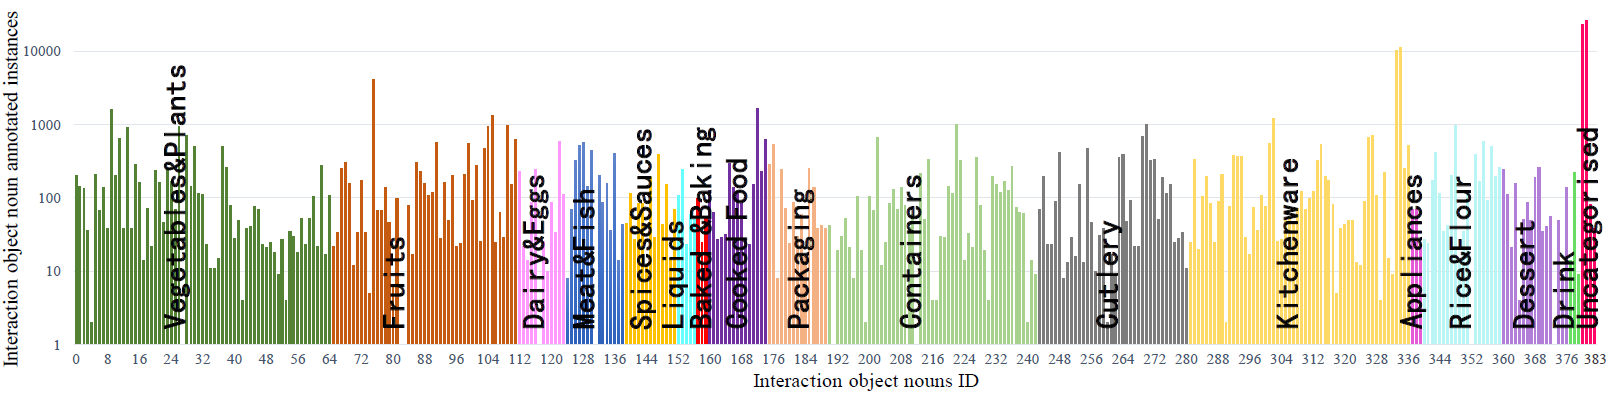 Interaction object noun annotated instances
10000
1000
100
10
1
Vegetables&Plants
Fruits
Dairy&Eggs
Meat&Fish
Spices&Sauces
Liquids
Baked &Baking
Cooked Food
Packaging
Containers
Cutlery
Kitchenware
Appliances
Rice&Flour
Dessert
Drink
Uncategorised
0 8 16 24 32 40 48 56 64 72 80 88 96 104 112 120 128 136 144 152 160 168 176 184 192 200 208 216 224 232 240 248 256 264 272 280 288 296 304 312 320 328 336 344 352 360 368 376 383
Interaction object nouns ID